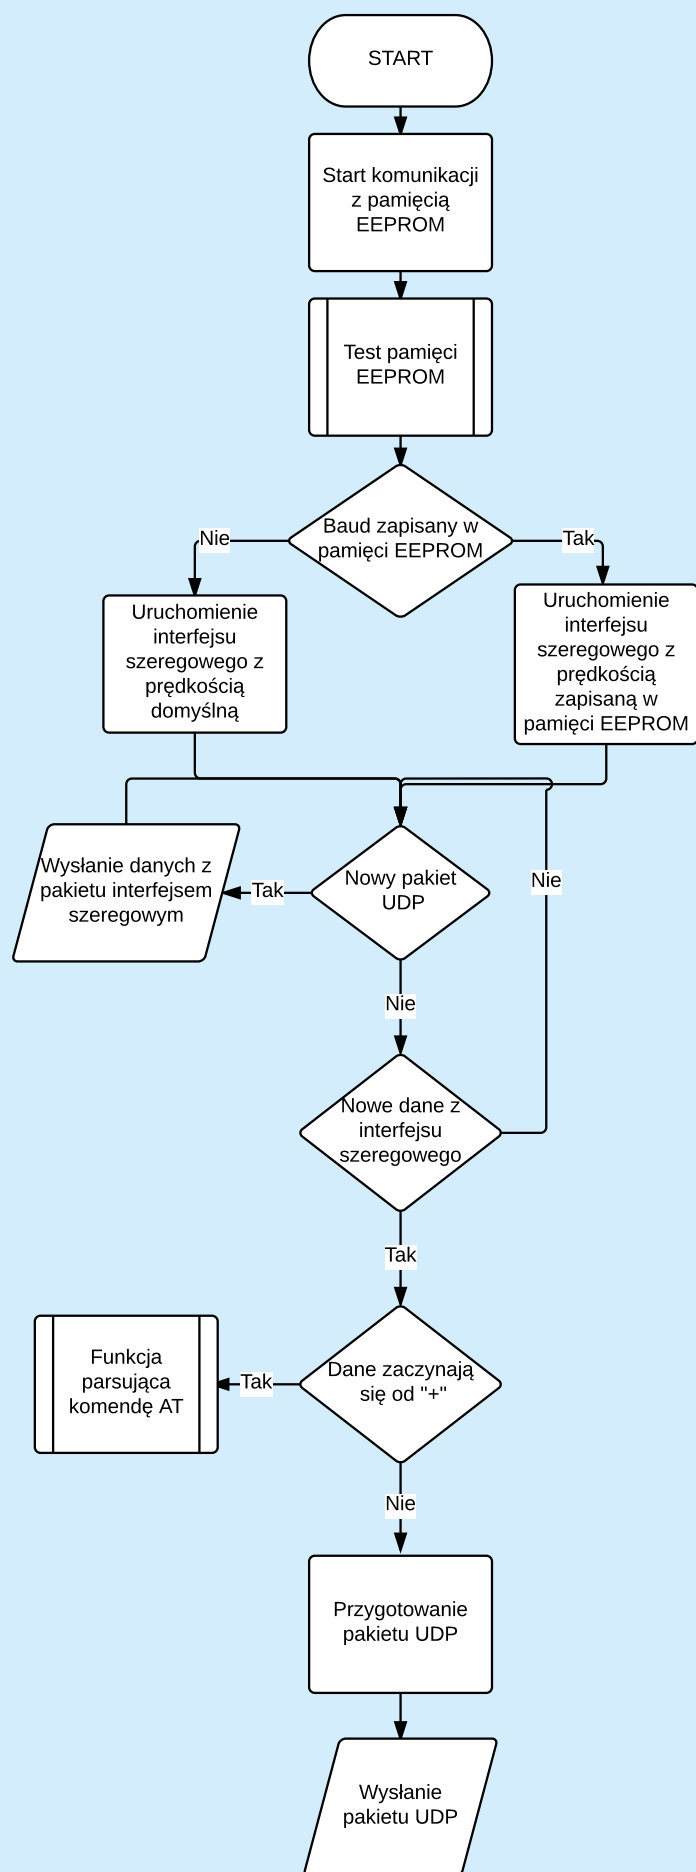 START
Start komunikacji
z pamięcią
EEPROM
Test pamięci
EEPROM
Baud zapisany w
pamięci EEPROM
Nie
Tak
Uruchomienie
interfejsu
szeregowego z
prędkością
domyślną
Uruchomienie
interfejsu
szeregowego z
prędkością
zapisaną w
pamięci EEPROM
Wysłanie danych z
pakietu interfejsem
szeregowym
Tak
Nowy pakiet
UDP
Nie
Nie
Nowe dane z
interfejsu
szeregowego
Tak
Funkcja
parsująca
komendę AT
Tak
Dane zaczynają
się od "+"
Nie
Przygotowanie
pakietu UDP
Wysłanie
pakietu UDP